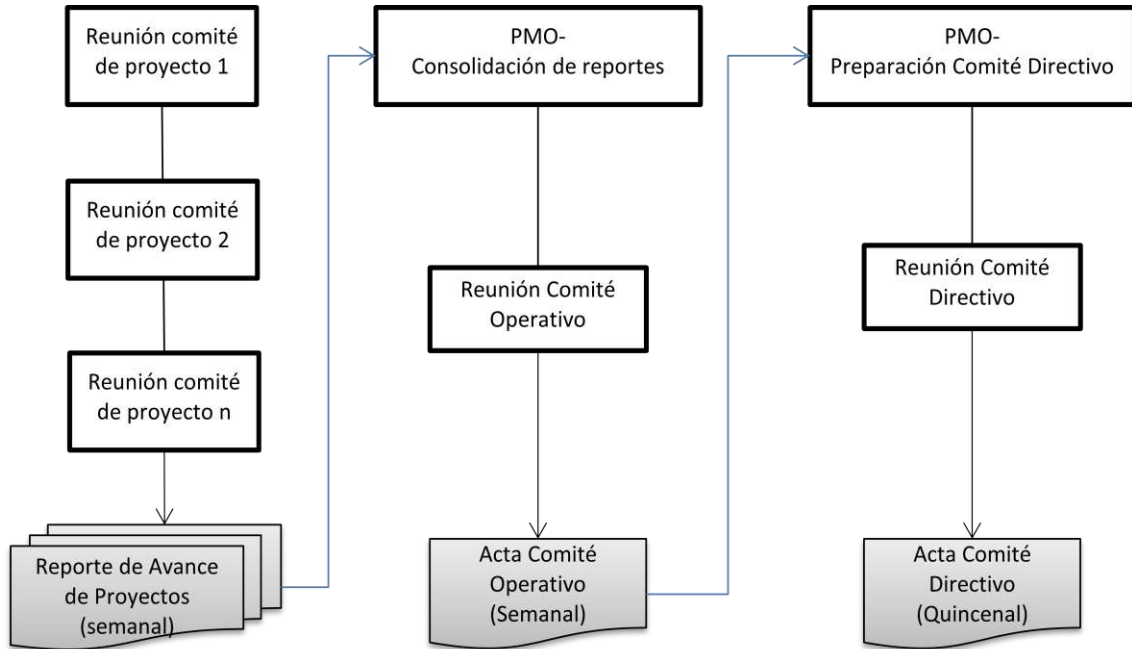 Reunión comité
de proyecto 1
Reunión comité
de proyecto 2
Reunión comité
de proyecto n
Reporte de Avance
de Proyectos
(semanal)
PMO-
Consolidación de reportes
Reunión Comité
Operativo
Acta Comité
Operativo
(Semanal)
PMO-
Preparación Comité Directivo
Reunión Comité
Directivo
Acta Comité
Directivo
(Quincenal)